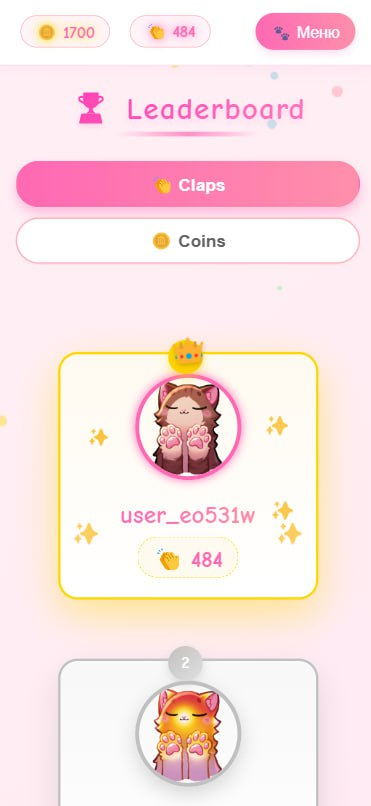 1700
484
Меню
Leaderboard
Claps
Coins
user_eo531w
484
2